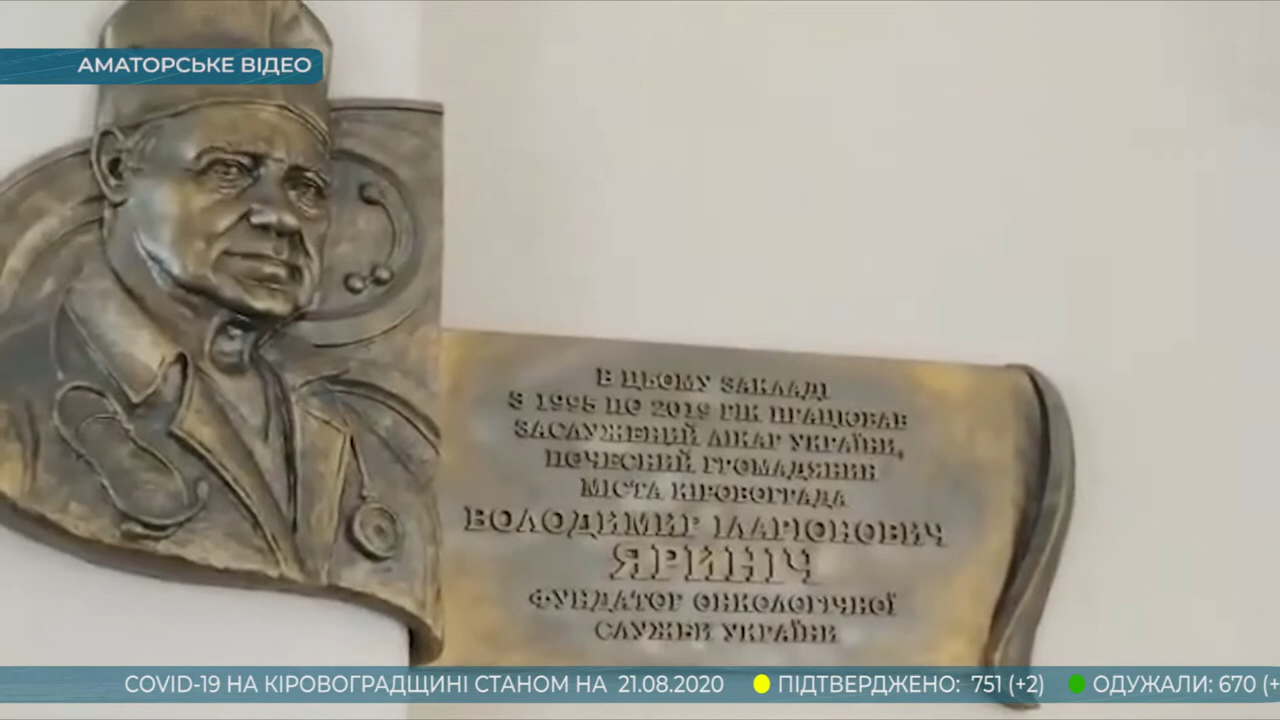 АМАТОРСЬКЕ ВІДЕО
В ЦЬОМУ ЗАКЛАДІ
З 1995 ПО 2019 РІК ПРАЦЮВАВ
ЗАСЛУЖЕНИЙ ЛІКАР УКРАЇНИ,
ПОЧЕСНИЙ ГРОМАДЯНИН
МІСТА КІРОВОГРАДА
ВОЛОДИМИР ІЛАРІОНОВИЧ
ЯРИНІЧ
ФУНДАТОР ОНКОЛОГІЧНОЇ
СЛУЖБИ УКРАЇНИ
COVID-19 НА КІРОВОГРАДЩИНІ СТАНОМ НА 21.08.2020 ПІДТВЕРДЖЕНО: 751 (+2) ОДУЖАЛИ: 670 (+